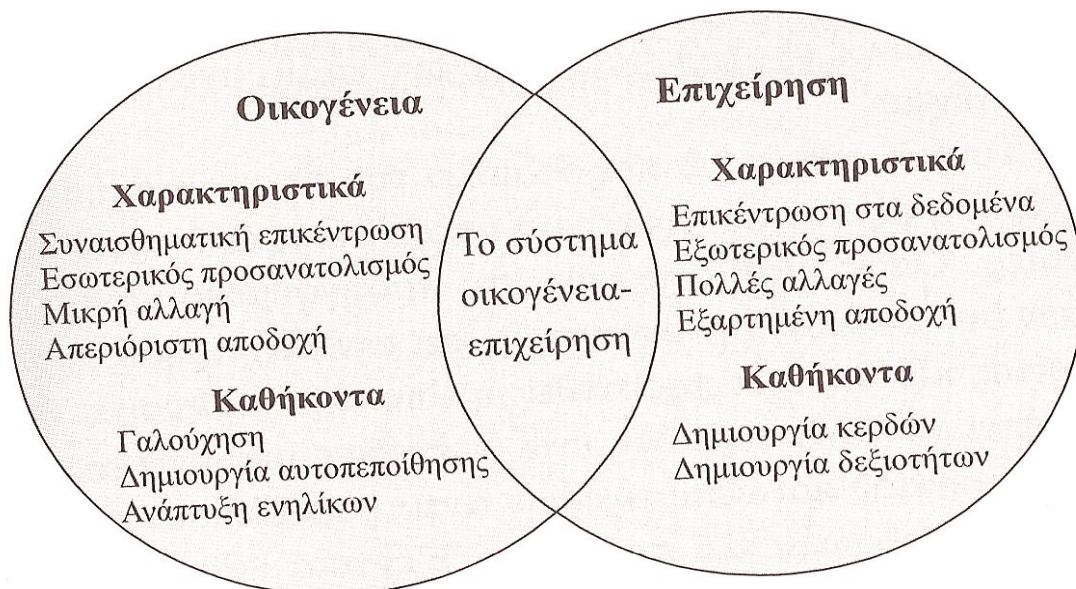 Οικογένεια
Χαρακτηριστικά
Συναισθηματική επικέντρωση
Εσωτερικός προσανατολισμός
Μικρή αλλαγή
Απεριόριστη αποδοχή
Καθήκοντα
Γαλούχηση
Δημιουργία αυτοπεποίθησης
Ανάπτυξη ενηλίκων
Το σύστημα
οικογένεια-
επιχείρηση
Επιχείρηση
Χαρακτηριστικά
Επικέντρωση στα δεδομένα
Εξωτερικός προσανατολισμός
Πολλές αλλαγές
Εξαρτημένη αποδοχή
Καθήκοντα
Δημιουργία κερδών
Δημιουργία δεξιοτήτων